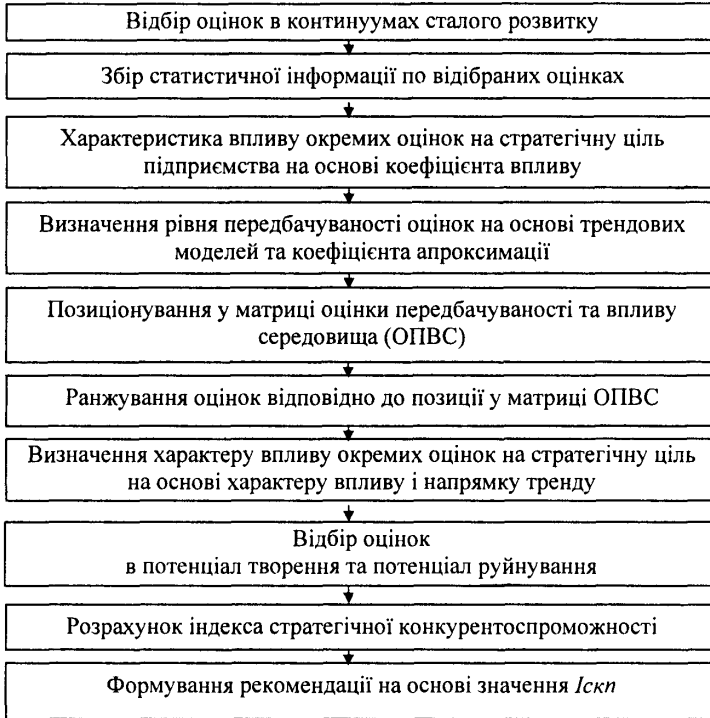 Відбір оцінок в континуумах сталого розвитку
Збір статистичної інформації по відібраних оцінках
Характеристика впливу окремих оцінок на стратегічну ціль
підприємства на основі коефіцієнта впливу
Визначення рівня передбачуваності оцінок на основі трендових
моделей та коефіцієнта апроксимації
Позиціонування у матриці оцінки передбачуваності та впливу
середовища (ОПВС)
Ранжування оцінок відповідно до позиції у матриці ОПВС
Визначення характеру впливу окремих оцінок на стратегічну ціль
на основі характеру впливу і напрямку тренду
Відбір оцінок
в потенціал творення та потенціал руйнування
Розрахунок індекса стратегічної конкурентоспроможності
Формування рекомендації на основі значення Іскп